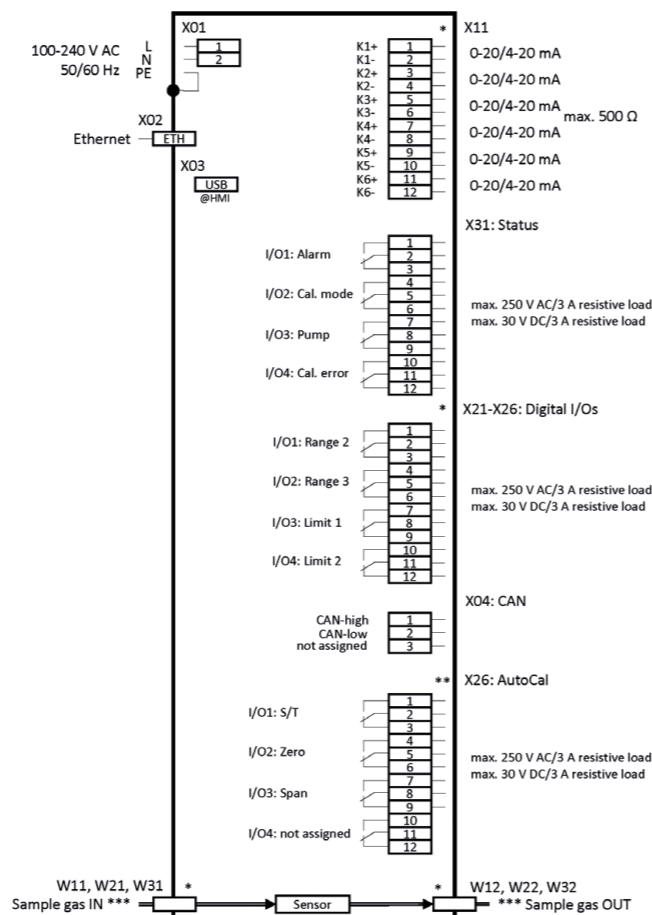 X01
* X11
100-240 V AC L 1
50/60 Hz N 2
PE
K1+ 1 0-20/4-20 mA
K1- 2
K2+ 3 0-20/4-20 mA
K2- 4
K3+ 5 0-20/4-20 mA
K3- 6 max. 500 Ω
K4+ 7 0-20/4-20 mA
K4- 8
K5+ 9 0-20/4-20 mA
K5- 10
K6+ 11 0-20/4-20 mA
K6- 12
X02
Ethernet ETH
X03
USB
@HMI
X31: Status
1
I/O1: Alarm 2
3
4
I/O2: Cal. mode 5
6
7
I/O3: Pump 8
9
10
I/O4: Cal. error 11
12
max. 250 V AC/3 A resistive load
max. 30 V DC/3 A resistive load
* X21-X26: Digital I/Os
1
I/O1: Range 2 2
3
4
I/O2: Range 3 5
6
7
I/O3: Limit 1 8
9
10
I/O4: Limit 2 11
12
max. 250 V AC/3 A resistive load
max. 30 V DC/3 A resistive load
X04: CAN
CAN-high 1
CAN-low 2
not assigned 3
** X26: AutoCal
1
I/O1: S/T 2
3
4
I/O2: Zero 5
6
7
I/O3: Span 8
9
10
I/O4: not assigned 11
12
max. 250 V AC/3 A resistive load
max. 30 V DC/3 A resistive load
W11, W21, W31 * * W12, W22, W32
Sample gas IN *** Sensor *** Sample gas OUT